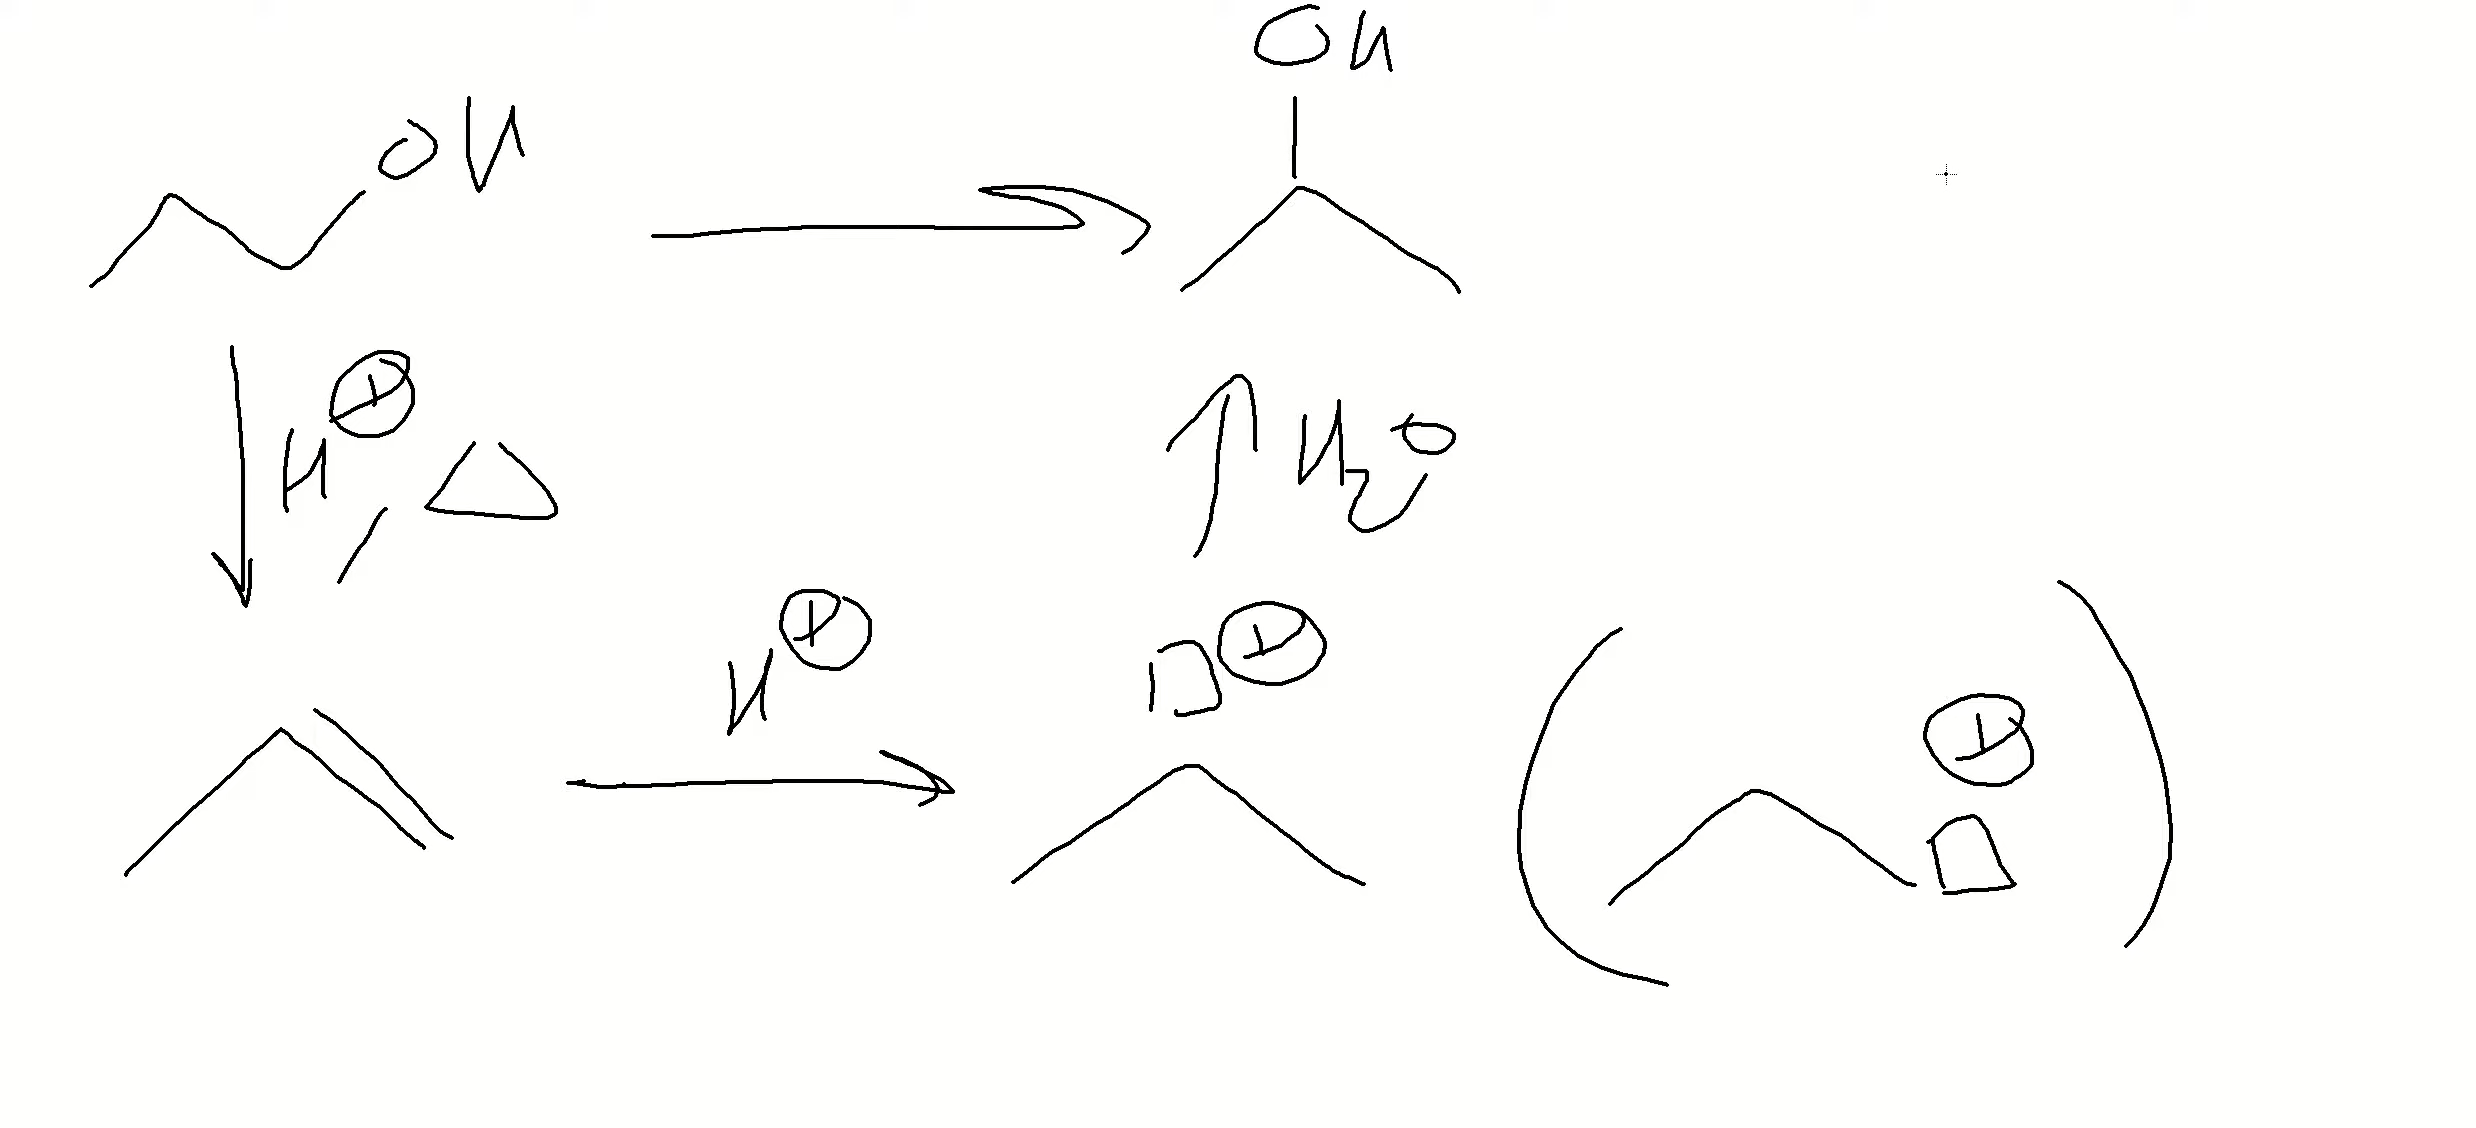 OH
OH
H⊕, △
H₂O
H⊕
⊕
⊕